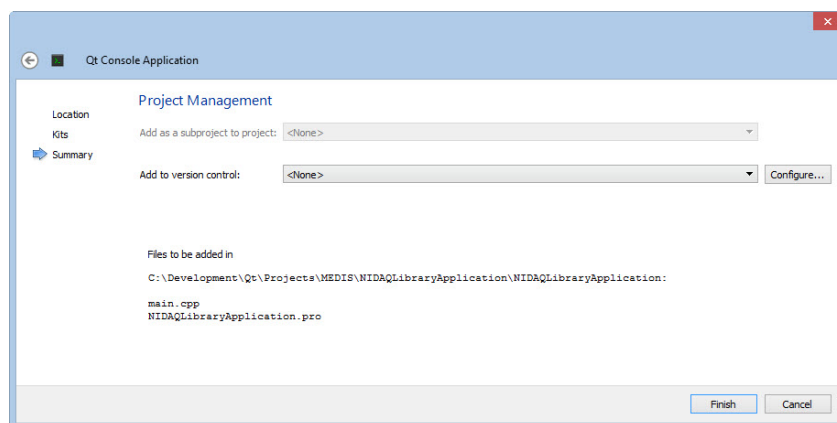 Qt Console Application
Project Management
Location
Kits
Summary
Add as a subproject to project: <None>
Add to version control: <None> Configure...
Files to be added in
C:\Development\Qt\Projects\MEDIS\NIDAQLibraryApplication\NIDAQLibraryApplication:
main.cpp
NIDAQLibraryApplication.pro
Finish Cancel